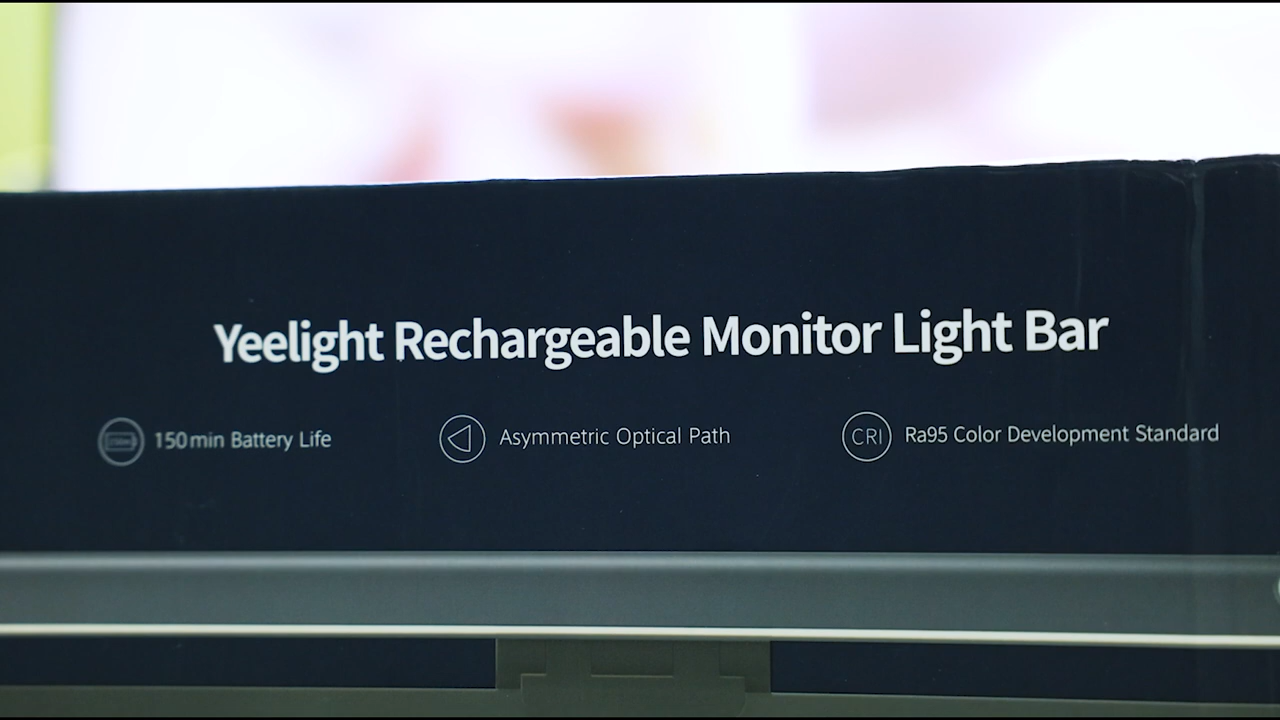 Yeelight Rechargeable Monitor Light Bar
150min Battery Life
Asymmetric Optical Path
CRI
Ra95 Color Development Standard